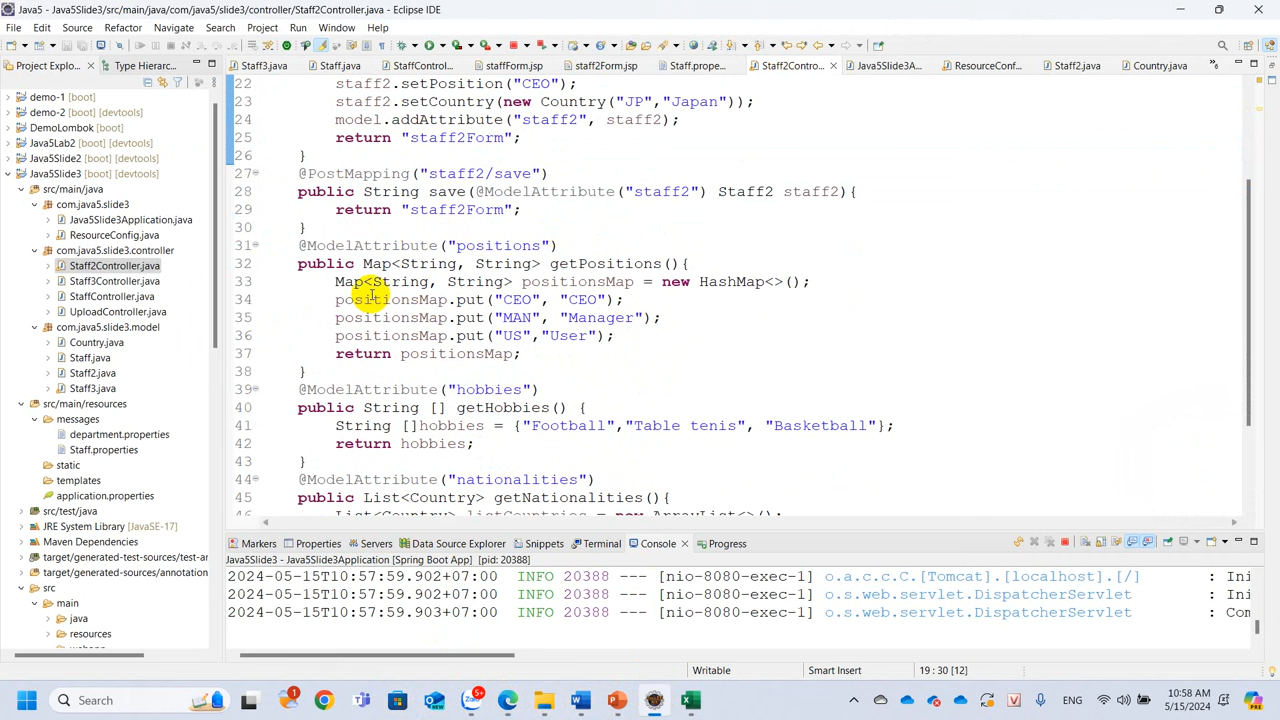 Java5 - Java5Slide3/src/main/java/com/java5/slide3/controller/Staff2Controller.java - Eclipse IDE
File Edit Source Refactor Navigate Search Project Run Window Help
Project Explo... Type Hierarc...
Staff3.java Staff.java StaffControl... staffForm.jsp staff2Form.jsp Staff.prope... Staff2Contro... Java5Slide3A... ResourceConf... Staff2.java Country.java
demo-1 [boot]
demo-2 [boot] [devtools]
DemoLombok [boot]
Java5Lab2 [boot] [devtools]
Java5Slide2 [boot] [devtools]
Java5Slide3 [boot] [devtools]
src/main/java
com.java5.slide3
Java5Slide3Application.java
ResourceConfig.java
com.java5.slide3.controller
Staff2Controller.java
Staff3Controller.java
StaffController.java
UploadController.java
com.java5.slide3.model
Country.java
Staff.java
Staff2.java
Staff3.java
src/main/resources
messages
department.properties
Staff.properties
static
templates
application.properties
src/test/java
JRE System Library [JavaSE-17]
Maven Dependencies
target/generated-test-sources/test-ar
target/generated-sources/annotation
src
main
java
resources
22 staff2.setPosition("CEO");
23 staff2.setCountry(new Country("JP","Japan"));
24 model.addAttribute("staff2", staff2);
25 return "staff2Form";
26 }
27 @PostMapping("staff2/save")
28 public String save(@ModelAttribute("staff2") Staff2 staff2){
29 return "staff2Form";
30 }
31 @ModelAttribute("positions")
32 public Map<String, String> getPositions(){
33 Map<String, String> positionsMap = new HashMap<>();
34 positionsMap.put("CEO", "CEO");
35 positionsMap.put("MAN", "Manager");
36 positionsMap.put("US","User");
37 return positionsMap;
38 }
39 @ModelAttribute("hobbies")
40 public String [] getHobbies() {
41 String []hobbies = {"Football","Table tenis", "Basketball"};
42 return hobbies;
43 }
44 @ModelAttribute("nationalities")
45 public List<Country> getNationalities(){
46 List<Country> listCountries = new ArrayList<>();
Markers Properties Servers Data Source Explorer Snippets Terminal Console Progress
Java5Slide3 - Java5Slide3Application [Spring Boot App] [pid: 20388]
2024-05-15T10:57:59.902+07:00 INFO 20388 --- [nio-8080-exec-1] o.a.c.c.C.[Tomcat].[localhost].[/] : Ini
2024-05-15T10:57:59.902+07:00 INFO 20388 --- [nio-8080-exec-1] o.s.web.servlet.DispatcherServlet : Ini
2024-05-15T10:57:59.903+07:00 INFO 20388 --- [nio-8080-exec-1] o.s.web.servlet.DispatcherServlet : Com
Writable Smart Insert 19 : 30 [12]
Search 1 5+ ENG 0:58 AM
5/15/2024